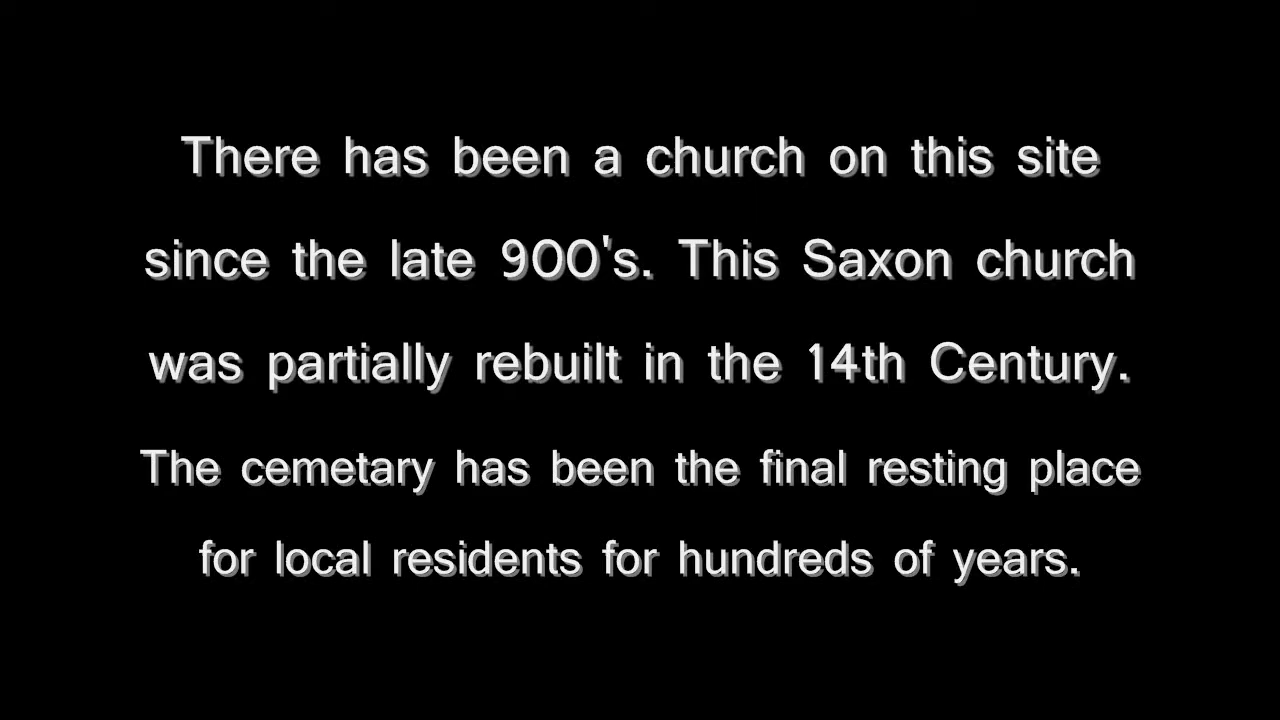 There has been a church on this site
since the late 900's. This Saxon church
was partially rebuilt in the 14th Century.
The cemetary has been the final resting place
for local residents for hundreds of years.